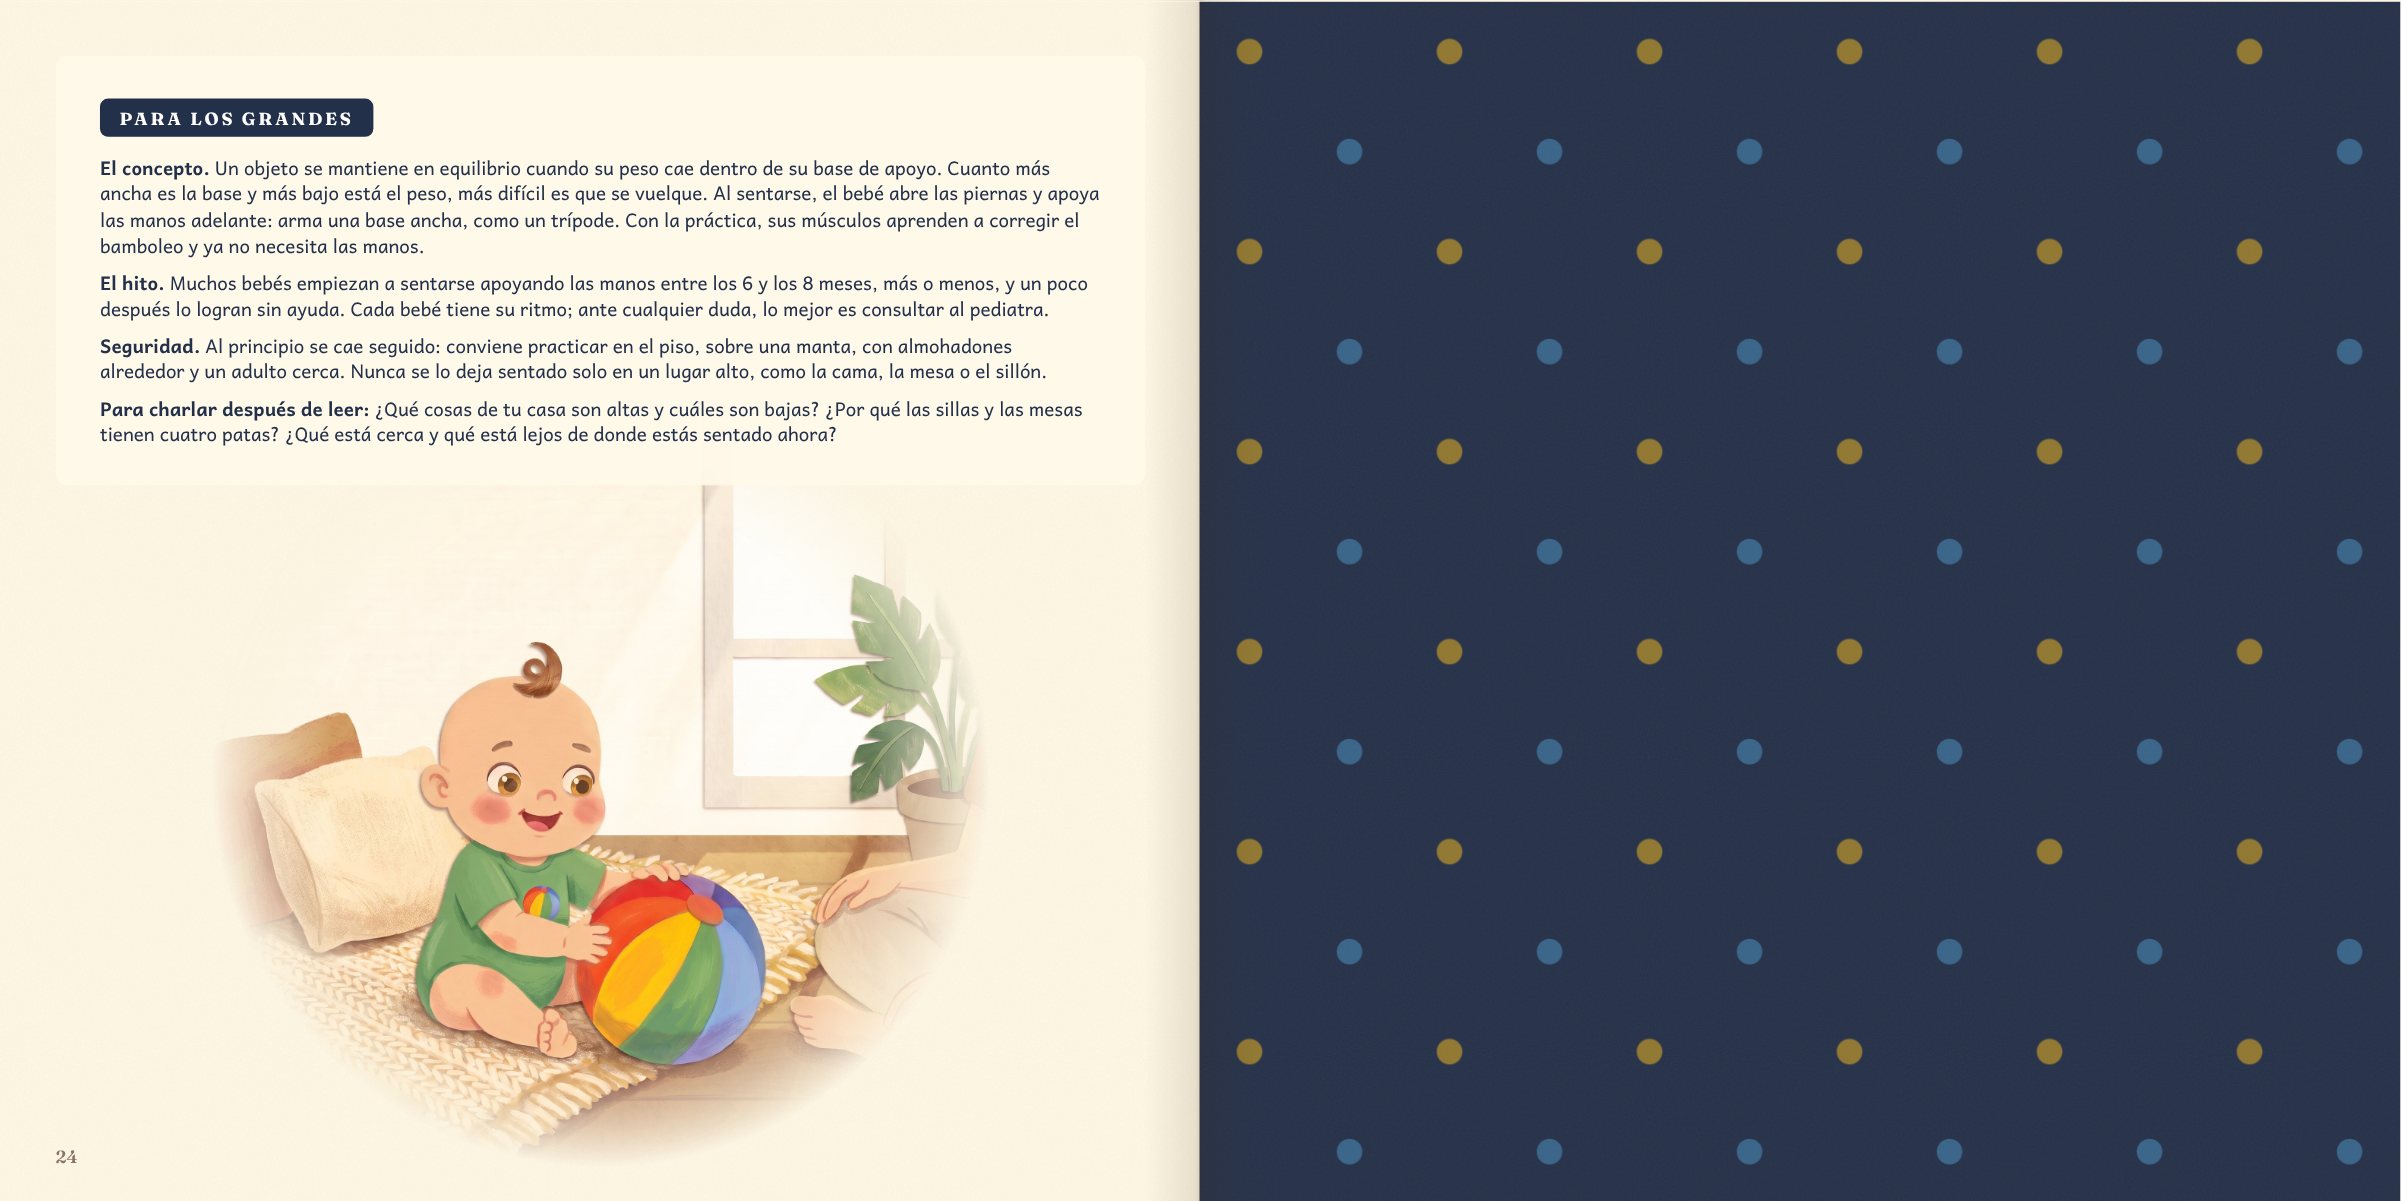 PARA LOS GRANDES
El concepto. Un objeto se mantiene en equilibrio cuando su peso cae dentro de su base de apoyo. Cuanto más
ancha es la base y más bajo está el peso, más difícil es que se vuelque. Al sentarse, el bebé abre las piernas y apoya
las manos adelante: arma una base ancha, como un trípode. Con la práctica, sus músculos aprenden a corregir el
bamboleo y ya no necesita las manos.
El hito. Muchos bebés empiezan a sentarse apoyando las manos entre los 6 y los 8 meses, más o menos, y un poco
después lo logran sin ayuda. Cada bebé tiene su ritmo; ante cualquier duda, lo mejor es consultar al pediatra.
Seguridad. Al principio se cae seguido: conviene practicar en el piso, sobre una manta, con almohadones
alrededor y un adulto cerca. Nunca se lo deja sentado solo en un lugar alto, como la cama, la mesa o el sillón.
Para charlar después de leer: ¿Qué cosas de tu casa son altas y cuáles son bajas? ¿Por qué las sillas y las mesas
tienen cuatro patas? ¿Qué está cerca y qué está lejos de donde estás sentado ahora?
24